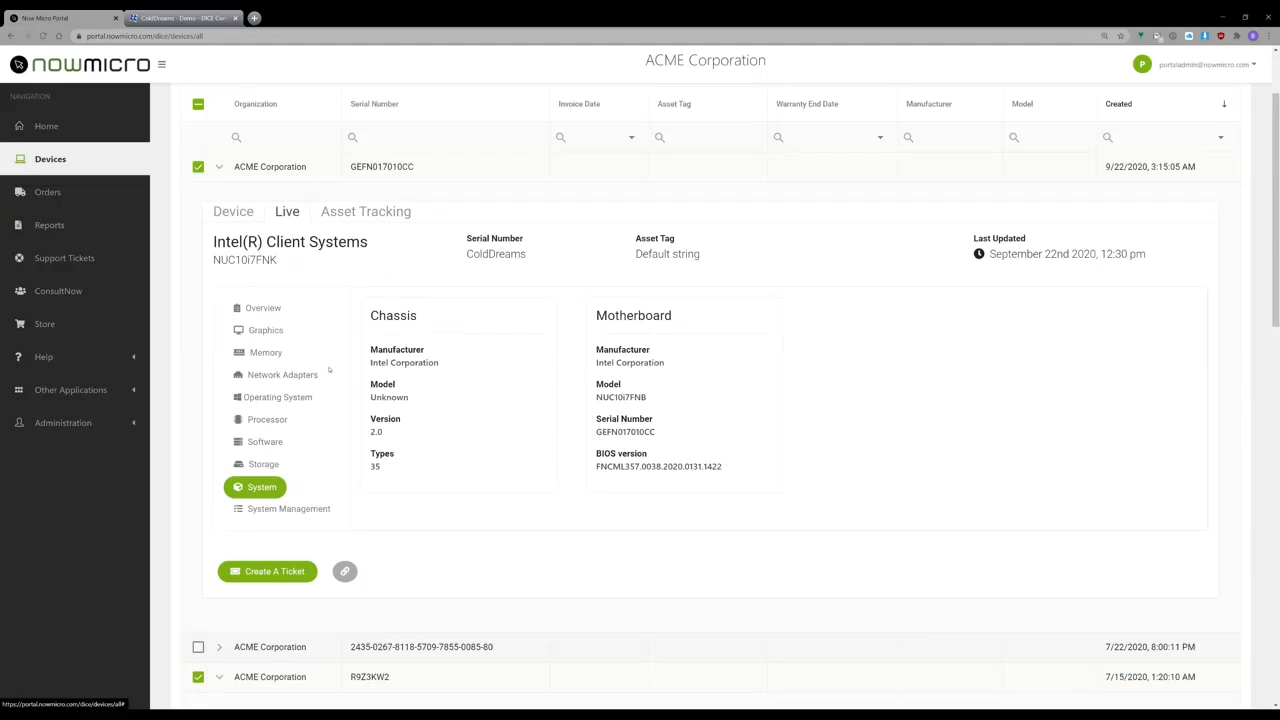 Now Micro Portal
ColdDreams - Demo - DICE Con
portal.nowmicro.com/dice/devices/all
nowmicro
ACME Corporation
P
portaladmin@nowmicro.com
NAVIGATION
Home
Devices
Orders
Reports
Support Tickets
ConsultNow
Store
Help
Other Applications
Administration
Organization
Serial Number
Invoice Date
Asset Tag
Warranty End Date
Manufacturer
Model
Created
ACME Corporation
GEFN017010CC
9/22/2020, 3:15:05 AM
Device
Live
Asset Tracking
Intel(R) Client Systems
NUC10i7FNK
Serial Number
ColdDreams
Asset Tag
Default string
Last Updated
September 22nd 2020, 12:30 pm
Overview
Graphics
Memory
Network Adapters
Operating System
Processor
Software
Storage
System
System Management
Chassis
Manufacturer
Intel Corporation
Model
Unknown
Version
2.0
Types
35
Motherboard
Manufacturer
Intel Corporation
Model
NUC10i7FNB
Serial Number
GEFN017010CC
BIOS version
FNCML357.0038.2020.0131.1422
Create A Ticket
ACME Corporation
2435-0267-8118-5709-7855-0085-80
7/22/2020, 8:00:11 PM
ACME Corporation
R9Z3KW2
7/15/2020, 1:20:10 AM
https://portal.nowmicro.com/dice/devices/all#